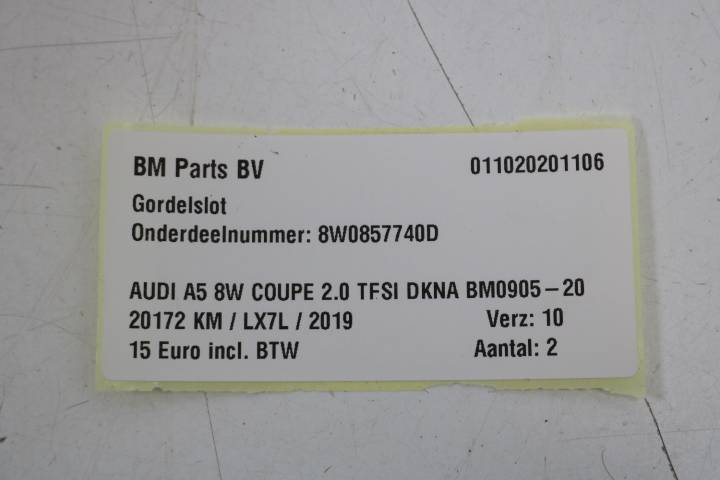 BM Parts BV 011020201106
Gordelslot
Onderdeelnummer: 8W0857740D
AUDI A5 8W COUPE 2.0 TFSI DKNA BM0905-20
20172 KM / LX7L / 2019 Verz: 10
15 Euro incl. BTW Aantal: 2